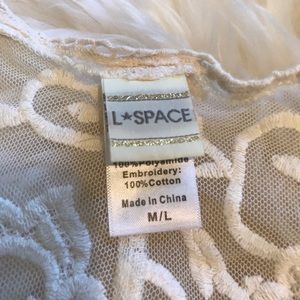 L★SPACE
100%Polyamide
Embroidery:
100%Cotton
Made in China
M/L